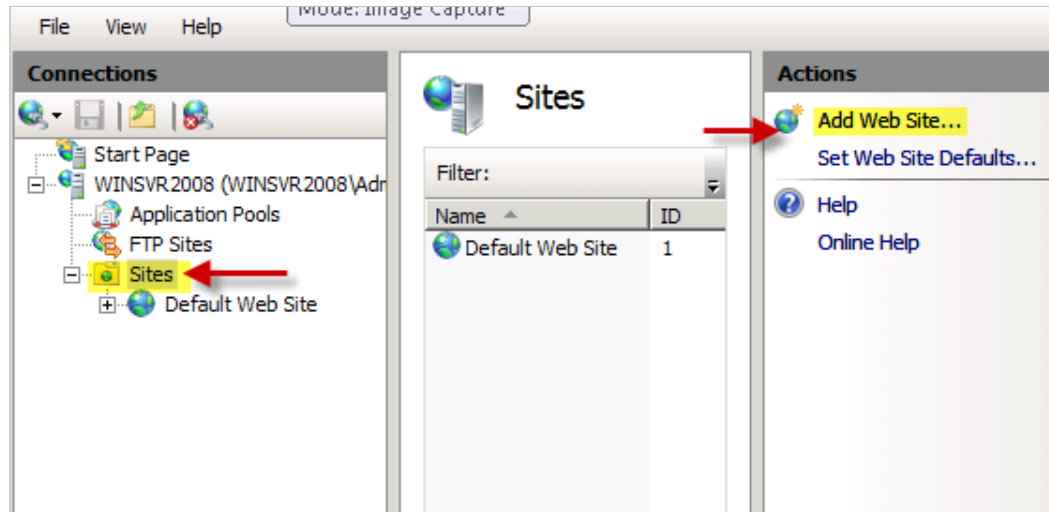 Mode: Image Capture
File View Help
Connections
Start Page
WINSVR2008 (WINSVR2008\Adr
Application Pools
FTP Sites
Sites
Default Web Site
Sites
Filter:
Name ID
Default Web Site 1
Actions
Add Web Site...
Set Web Site Defaults...
Help
Online Help